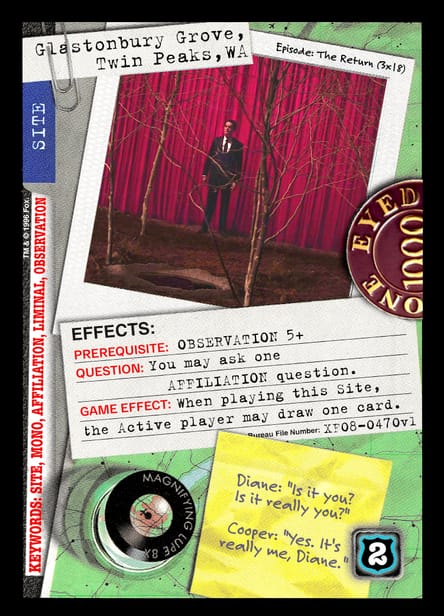 Glastonbury Grove,
Twin Peaks, WA
Episode: The Return (3x18)
SITE
TM & © 1996 Fox.
KEYWORDS: SITE, MONO, AFFILIATION, LIMINAL, OBSERVATION
ONE EYED
1000
EFFECTS:
PREREQUISITE: OBSERVATION 5+
QUESTION: You may ask one
AFFILIATION question.
GAME EFFECT: When playing this Site,
the Active player may draw one card.
Bureau File Number: XF08-0470v1
MAGNIFYING LUPE 8X
Diane: "Is it you?
Is it really you?"
Cooper: "Yes. It's
really me, Diane."
2